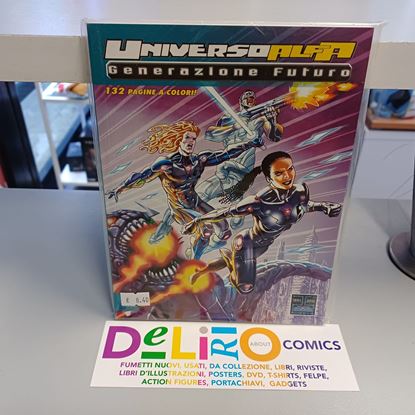 UNIVERSO ALFA
Generazione Futuro
132 PAGINE A COLORI!
€ 8,40
DeLiRiO ABOUT COMICS
FUMETTI NUOVI, USATI, DA COLLEZIONE, LIBRI, RIVISTE,
LIBRI D'ILLUSTRAZIONI, POSTERS, DVD, T-SHIRTS, FELPE,
ACTION FIGURES, PORTACHIAVI, GADGETS